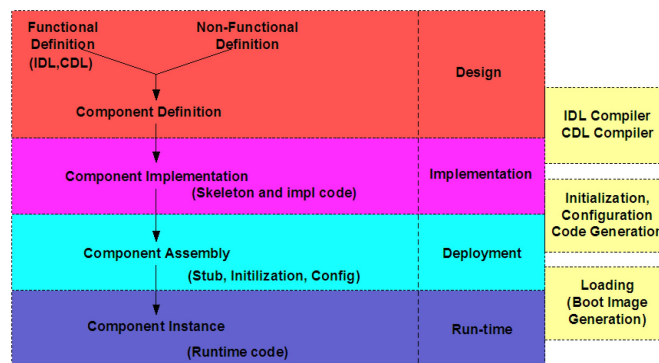 Functional
Definition
(IDL,CDL)
Non-Functional
Definition
Design
Component Definition
IDL Compiler
CDL Compiler
Component Implementation
(Skeleton and impl code)
Implementation
Initialization,
Configuration
Code Generation
Component Assembly
(Stub, Initilization, Config)
Deployment
Loading
(Boot Image
Generation)
Component Instance
(Runtime code)
Run-time